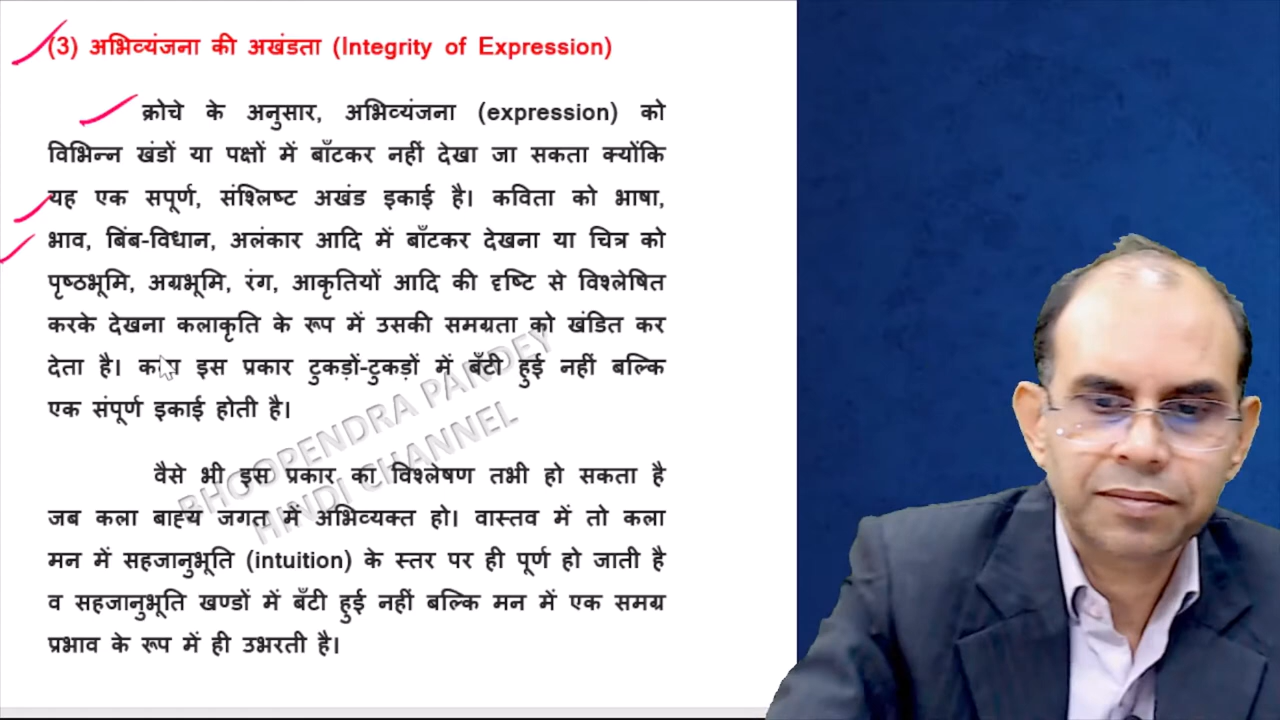 (3) अभिव्यंजना की अखंडता (Integrity of Expression)
क्रोचे के अनुसार, अभिव्यंजना (expression) को
विभिन्न खंडों या पक्षों में बाँटकर नहीं देखा जा सकता क्योंकि
यह एक सपूर्ण, संश्लिष्ट अखंड इकाई है। कविता को भाषा,
भाव, बिंब-विधान, अलंकार आदि में बाँटकर देखना या चित्र को
पृष्ठभूमि, अग्रभूमि, रंग, आकृतियों आदि की दृष्टि से विश्लेषित
करके देखना कलाकृति के रूप में उसकी समग्रता को खंडित कर
देता है। कला इस प्रकार टुकड़ों-टुकड़ों में बँटी हुई नहीं बल्कि
एक संपूर्ण इकाई होती है।
वैसे भी इस प्रकार का विश्लेषण तभी हो सकता है
जब कला बाह्य जगत में अभिव्यक्त हो। वास्तव में तो कला
मन में सहजानुभूति (intuition) के स्तर पर ही पूर्ण हो जाती है
व सहजानुभूति खण्डों में बँटी हुई नहीं बल्कि मन में एक समग्र
प्रभाव के रूप में ही उभरती है।
BHOOPENDRA PANDEY
HINDI CHANNEL